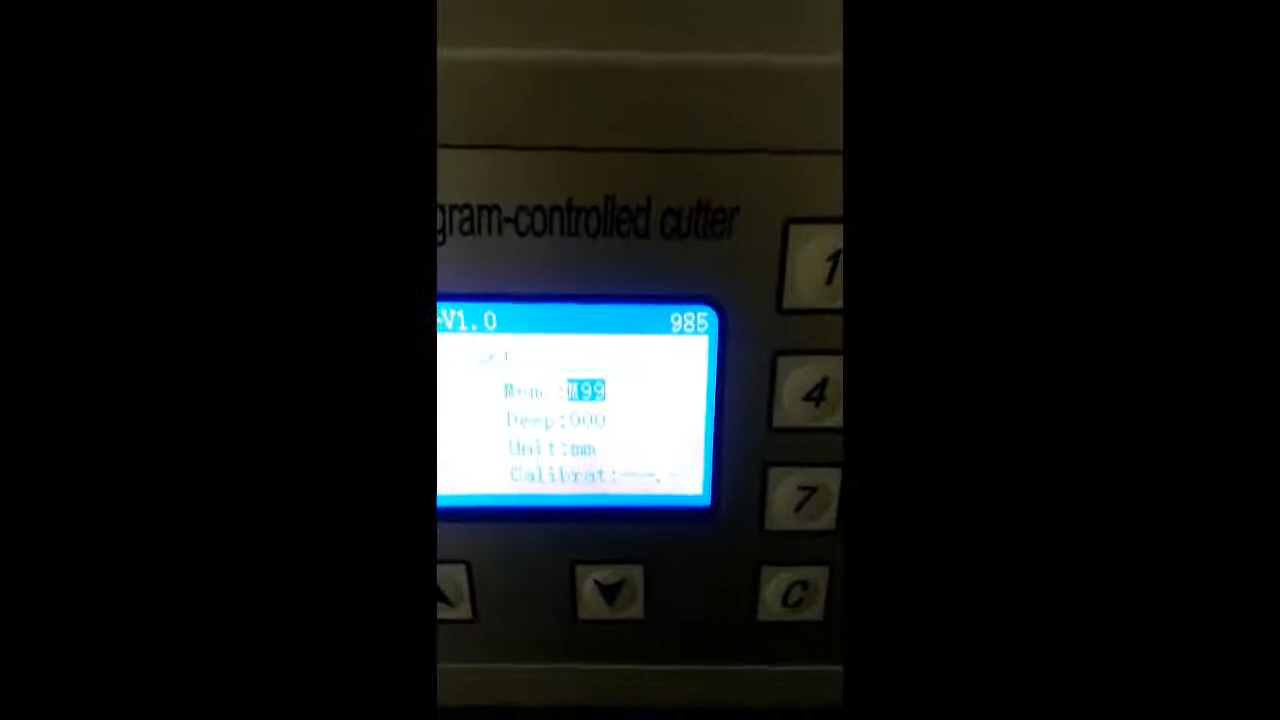 gram-controlled cutter
-V1.0 985
Mem.:M99
Deep:000
Unit:mm
Calibrat:---.-
1
4
7
C